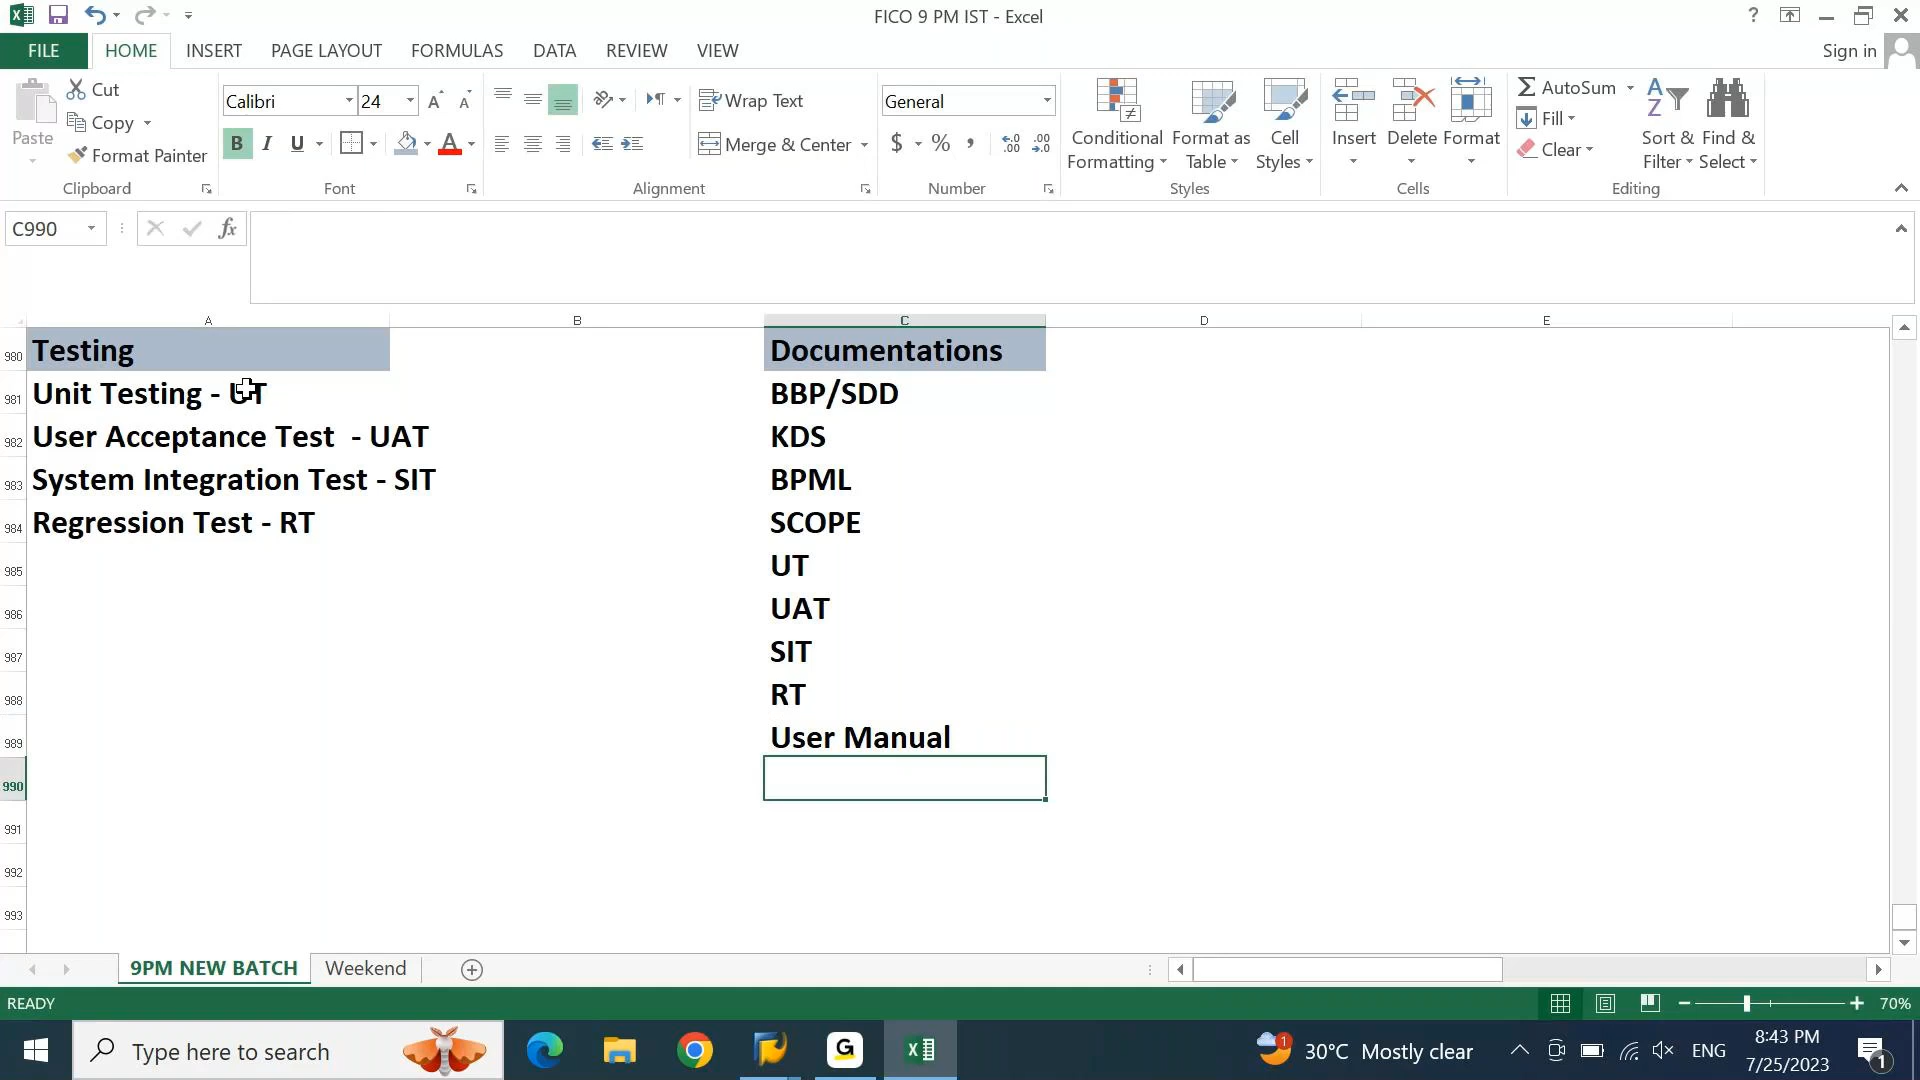 FICO 9 PM IST - Excel
?
FILE HOME INSERT PAGE LAYOUT FORMULAS DATA REVIEW VIEW
Sign in
Paste
Cut
Copy
Format Painter
Clipboard
Calibri 24
B I U
Font
Wrap Text
Merge & Center
Alignment
General
$ % ,
Number
Conditional Formatting
Format as Table
Cell Styles
Styles
Insert
Delete
Format
Cells
AutoSum
Fill
Clear
Sort & Filter
Find & Select
Editing
C990
fx
A B C D E
980 Testing Documentations
981 Unit Testing - UT BBP/SDD
982 User Acceptance Test - UAT KDS
983 System Integration Test - SIT BPML
984 Regression Test - RT SCOPE
985 UT
986 UAT
987 SIT
988 RT
989 User Manual
990
991
992
993
9PM NEW BATCH Weekend
READY
70%
Type here to search
30°C Mostly clear
ENG
8:43 PM
7/25/2023
1